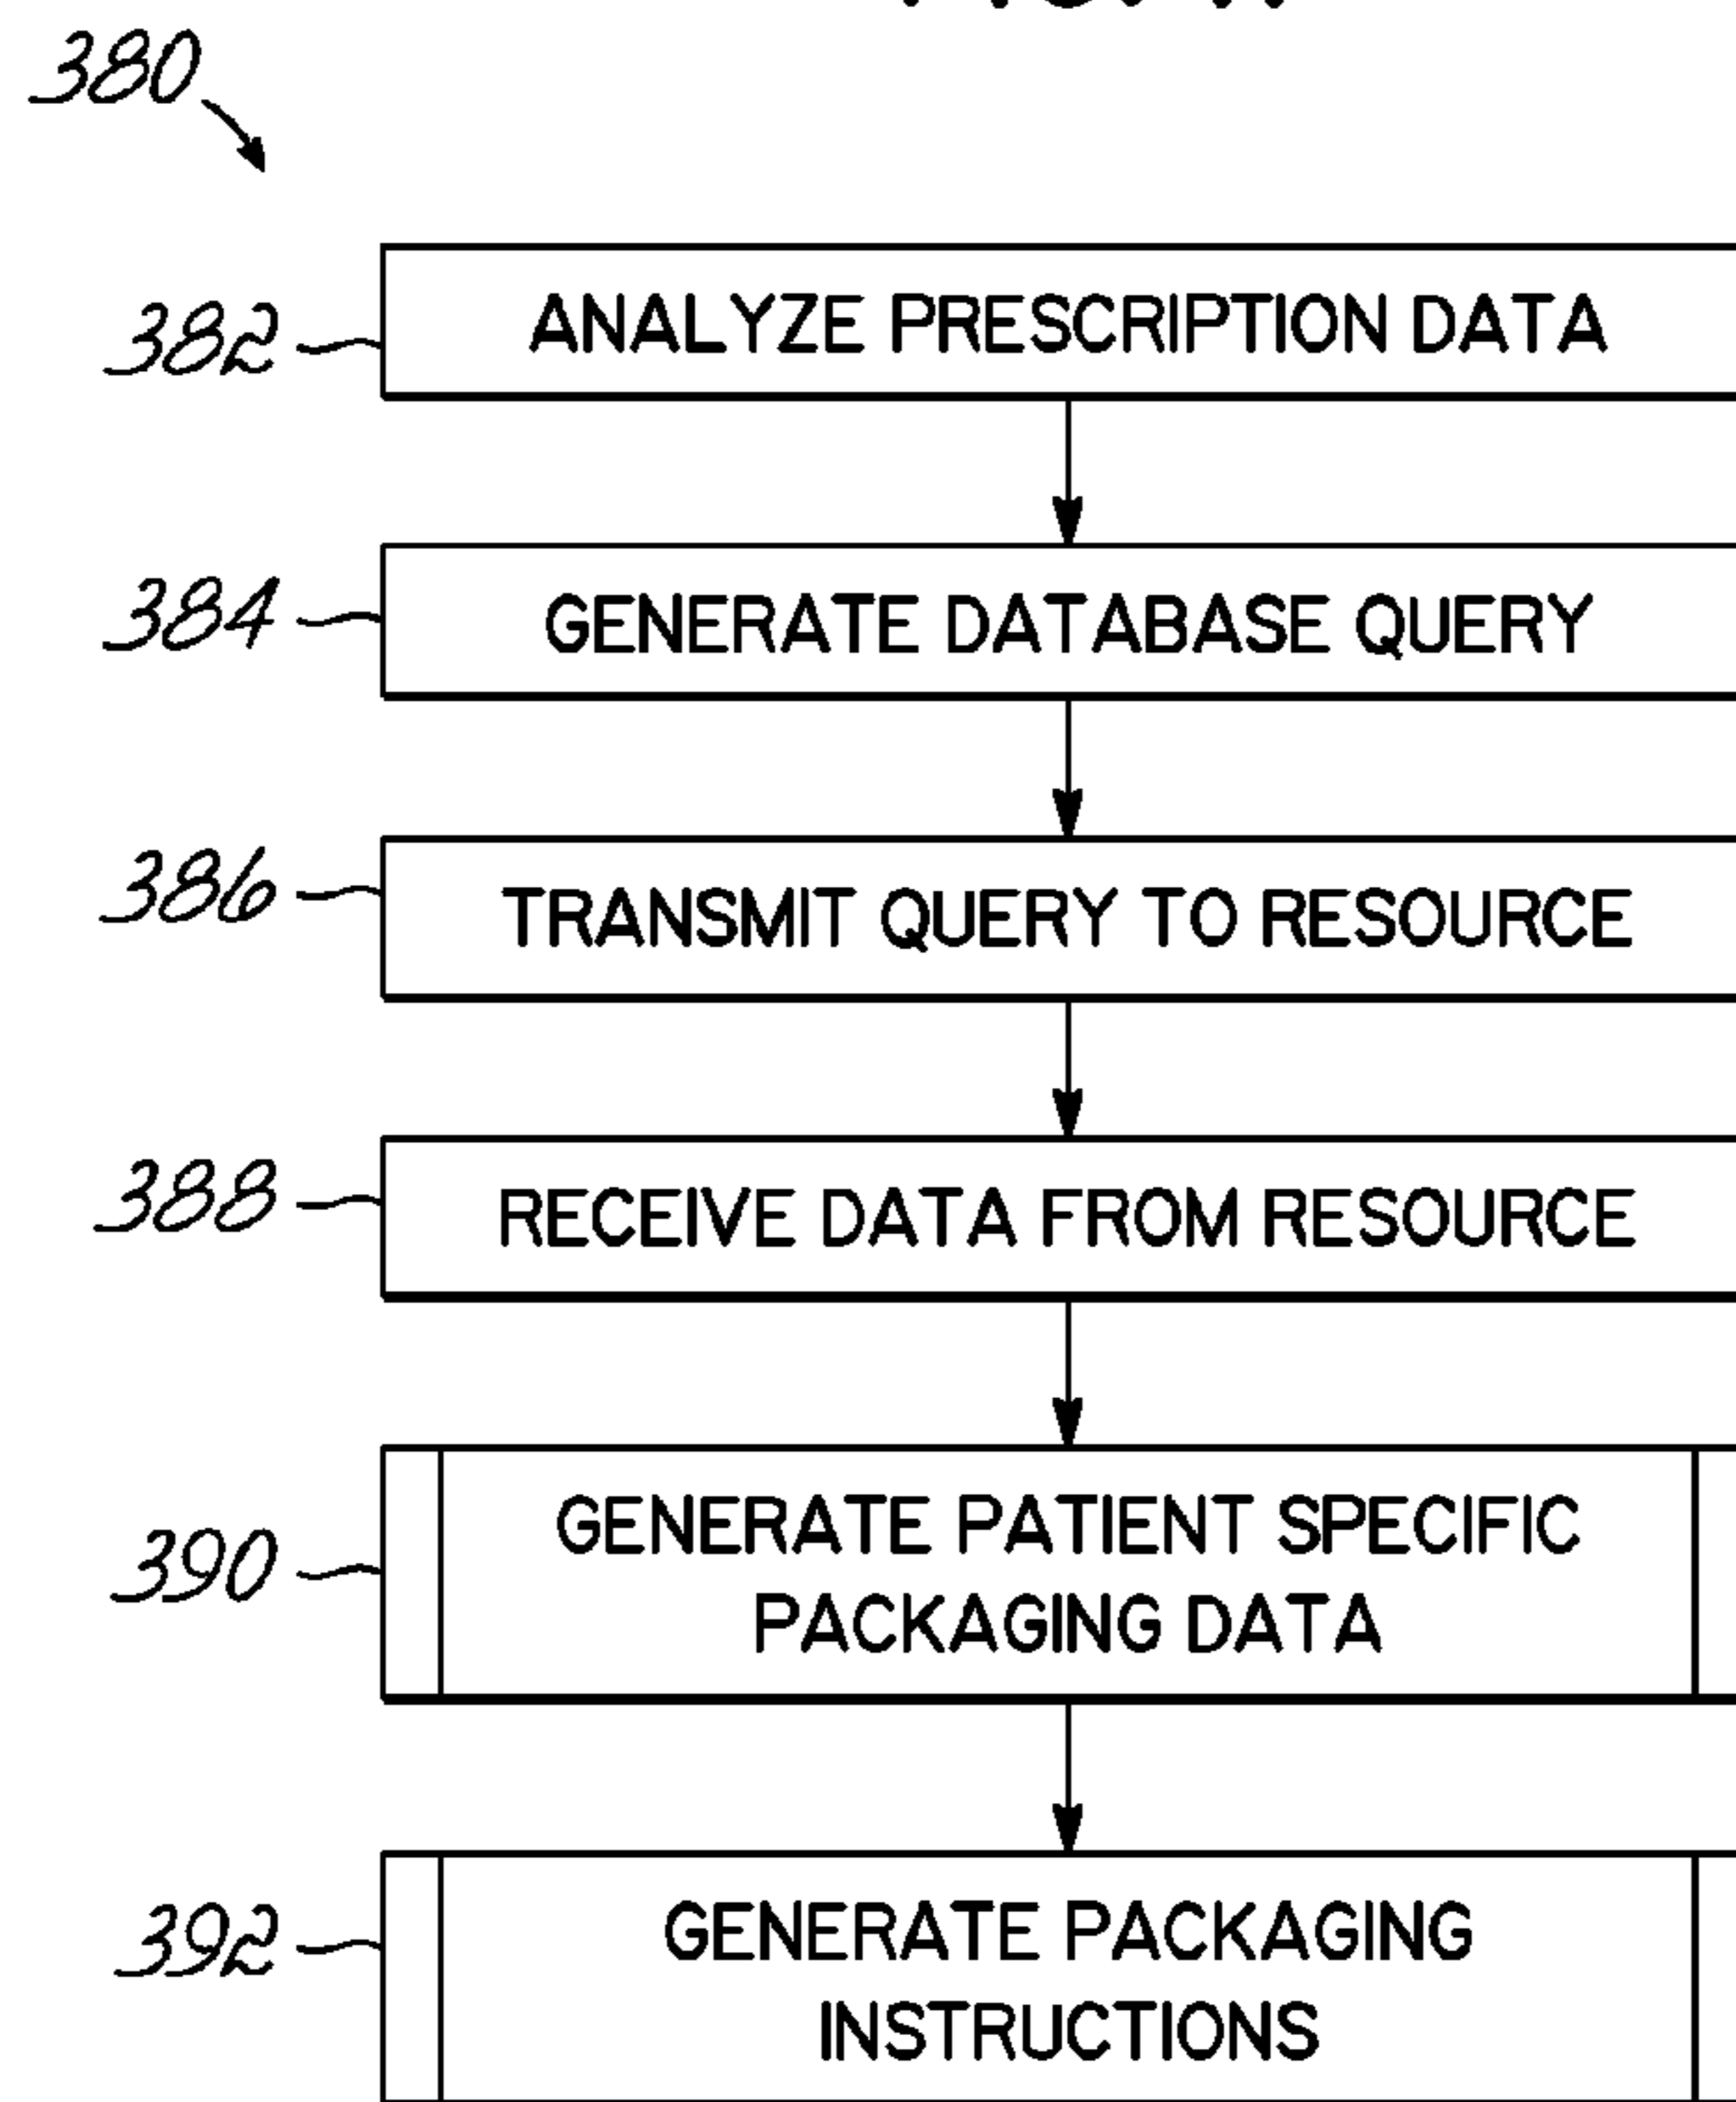 380
382 ANALYZE PRESCRIPTION DATA
384 GENERATE DATABASE QUERY
386 TRANSMIT QUERY TO RESOURCE
388 RECEIVE DATA FROM RESOURCE
390 GENERATE PATIENT SPECIFIC
PACKAGING DATA
392 GENERATE PACKAGING
INSTRUCTIONS